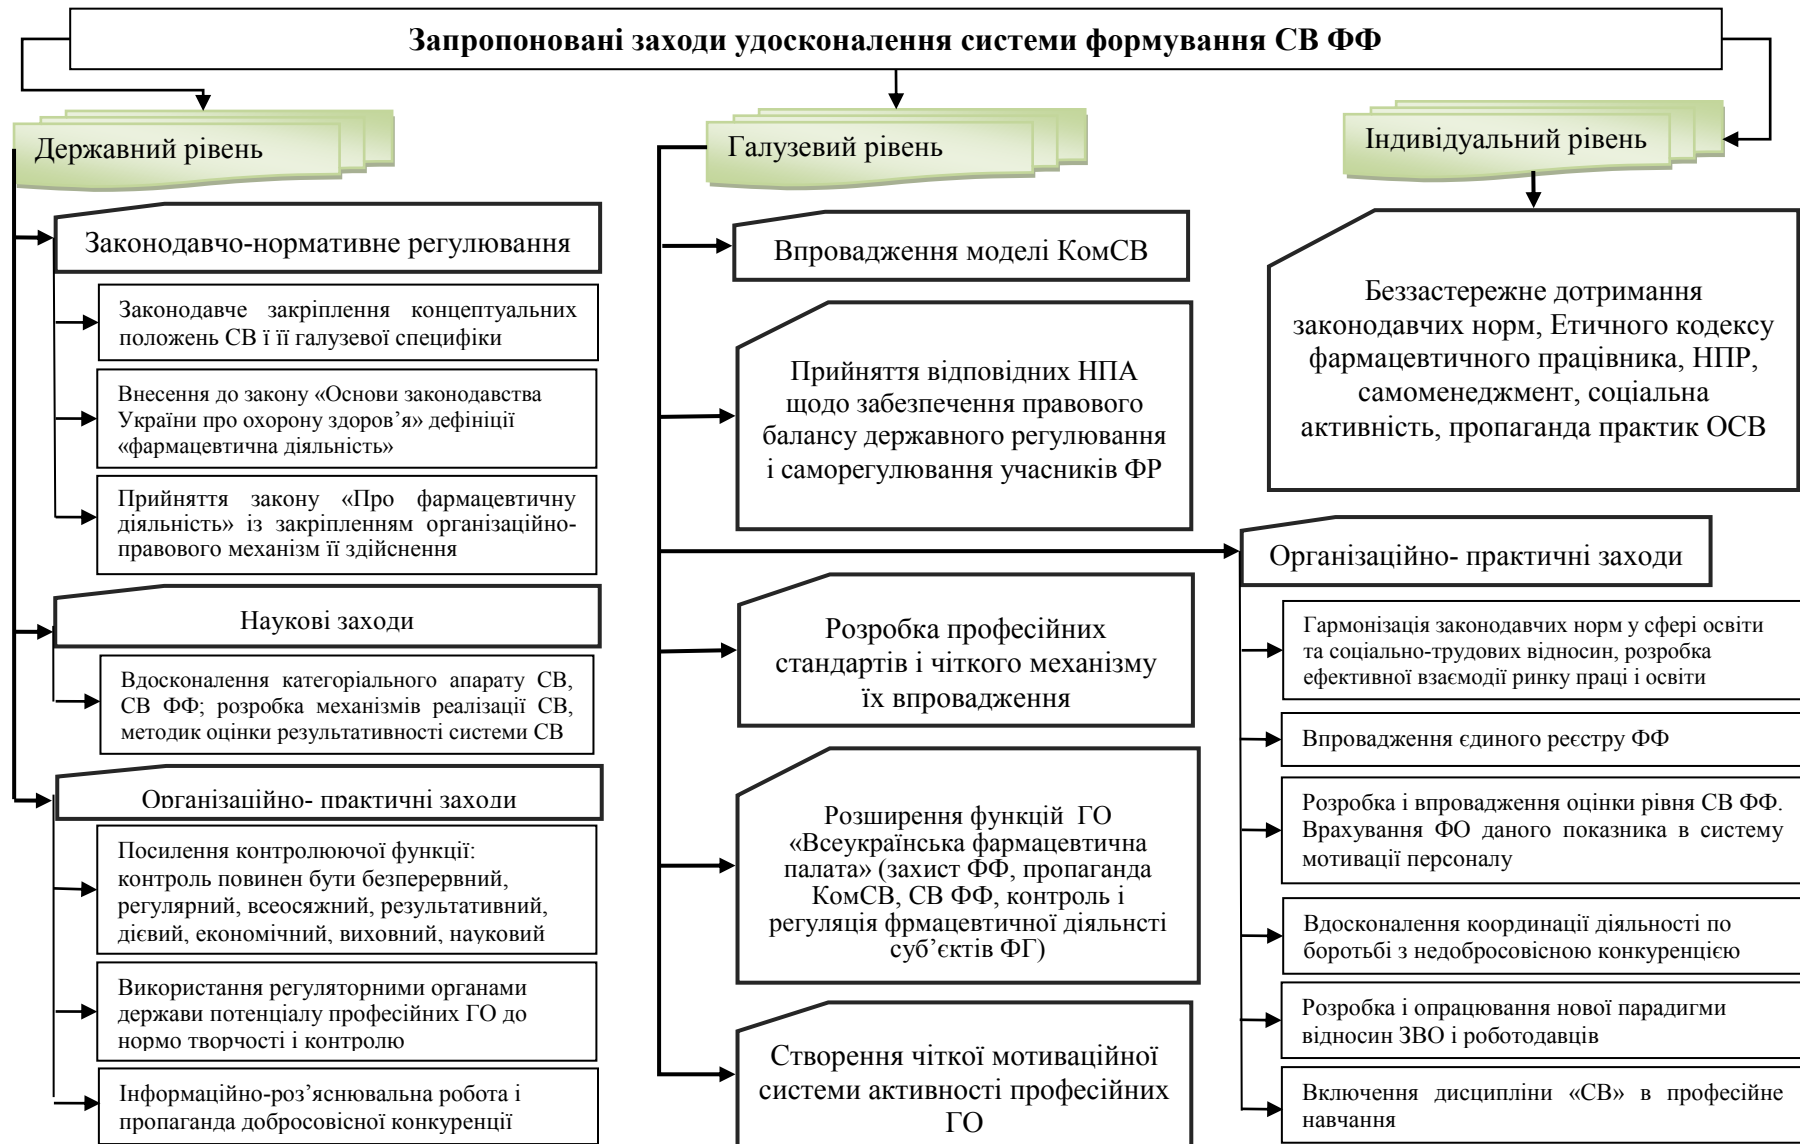 Запропоновані заходи удосконалення системи формування СВ ФФ
Державний рівень
Законодавчо-нормативне регулювання
Законодавче закріплення концептуальних
положень СВ ї її галузевої специфіки
Внесення до закону «Основи законодавства
України про охорону здоров’я» дефініції
«фармацевтична діяльність»
Прийняття закону «Про фармацевтичну
діяльність» із закріпленням організаційно-
правового механізм її здійснення
Наукові заходи
Вдосконалення категоріального апарату СВ,
СВ ФФ; розробка механізмів реалізації СВ,
методик оцінки результативності системи СВ
Організаційно- практичні заходи
Посилення контролюючої функції:
контроль повинен бути безперервний,
регулярний, всеосяжний, результативний,
дієвий, економічний, виховний, науковий
Використання регуляторними органами
держави потенціалу професійних ГО до
нормо творчості і контролю
Інформаційно-роз’яснювальна робота і
пропаганда добросовісної конкуренції
Галузевий рівень
Впровадження моделі КомСВ
Прийняття відповідних НПА
щодо забезпечення правового
балансу державного регулювання
і саморегулювання учасників ФР
Розробка професійних
стандартів і чіткого механізму
їх впровадження
Розширення функцій ГО
«Всеукраїнська фармацевтична
палата» (захист ФФ, пропаганда
КомСВ, СВ ФФ, контроль і
регуляція фрмацевтичної діяльнсті
суб’єктів ФГ)
Створення чіткої мотиваційної
системи активності професійних
ГО
Індивідуальний рівень
Беззастережне дотримання
законодавчих норм, Етичного кодексу
фармацевтичного працівника, НПР,
самоменеджмент, соціальна
активність, пропаганда практик ОСВ
Організаційно- практичні заходи
Гармонізація законодавчих норм у сфері освіти
та соціально-трудових відносин, розробка
ефективної взаємодії ринку праці і освіти
Впровадження єдиного реєстру ФФ
Розробка і впровадження оцінки рівня СВ ФФ.
Врахування ФО даного показника в систему
мотивації персоналу
Вдосконалення координації діяльності по
боротьбі з недобросовісною конкуренцією
Розробка і опрацювання нової парадигми
відносин ЗВО і роботодавців
Включення дисципліни «СВ» в професійне
навчання